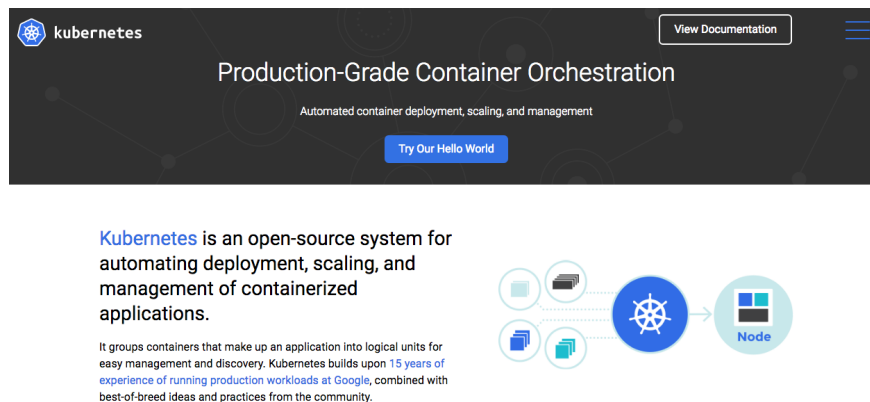 kubernetes
View Documentation
Production-Grade Container Orchestration
Automated container deployment, scaling, and management
Try Our Hello World
Kubernetes is an open-source system for
automating deployment, scaling, and
management of containerized
applications.
It groups containers that make up an application into logical units for
easy management and discovery. Kubernetes builds upon 15 years of
experience of running production workloads at Google, combined with
best-of-breed ideas and practices from the community.
Node